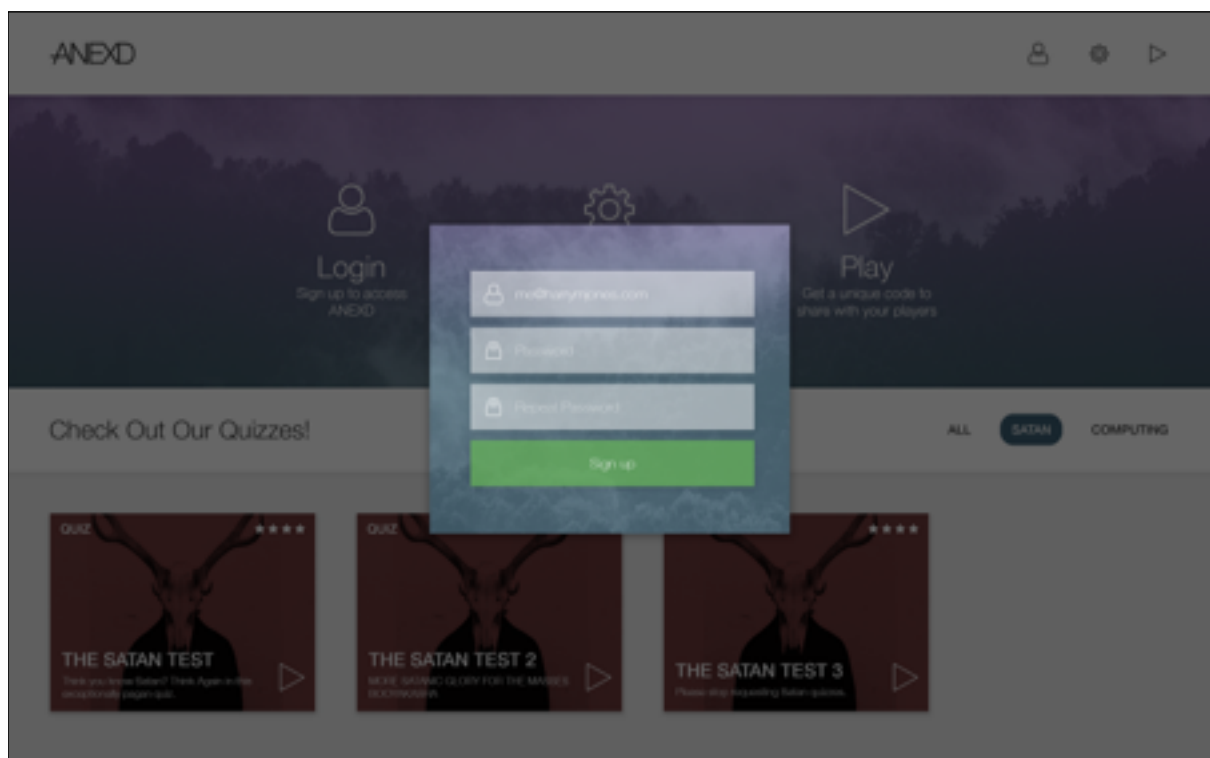 ANEXD
Login
Sign up to access
ANEXD
Play
Get a unique code to
share with your players
me@harrymjones.com
Password
Repeat Password
Sign up
Check Out Our Quizzes!
ALL
SATAN
COMPUTING
QUIZ
THE SATAN TEST
Think you know Satan? Think Again in this
exceptionally pagan quiz.
QUIZ
THE SATAN TEST 2
MORE SATANIC GLORY FOR THE MASSES
THE SATAN TEST 3
Please stop requesting Satan quizzes.